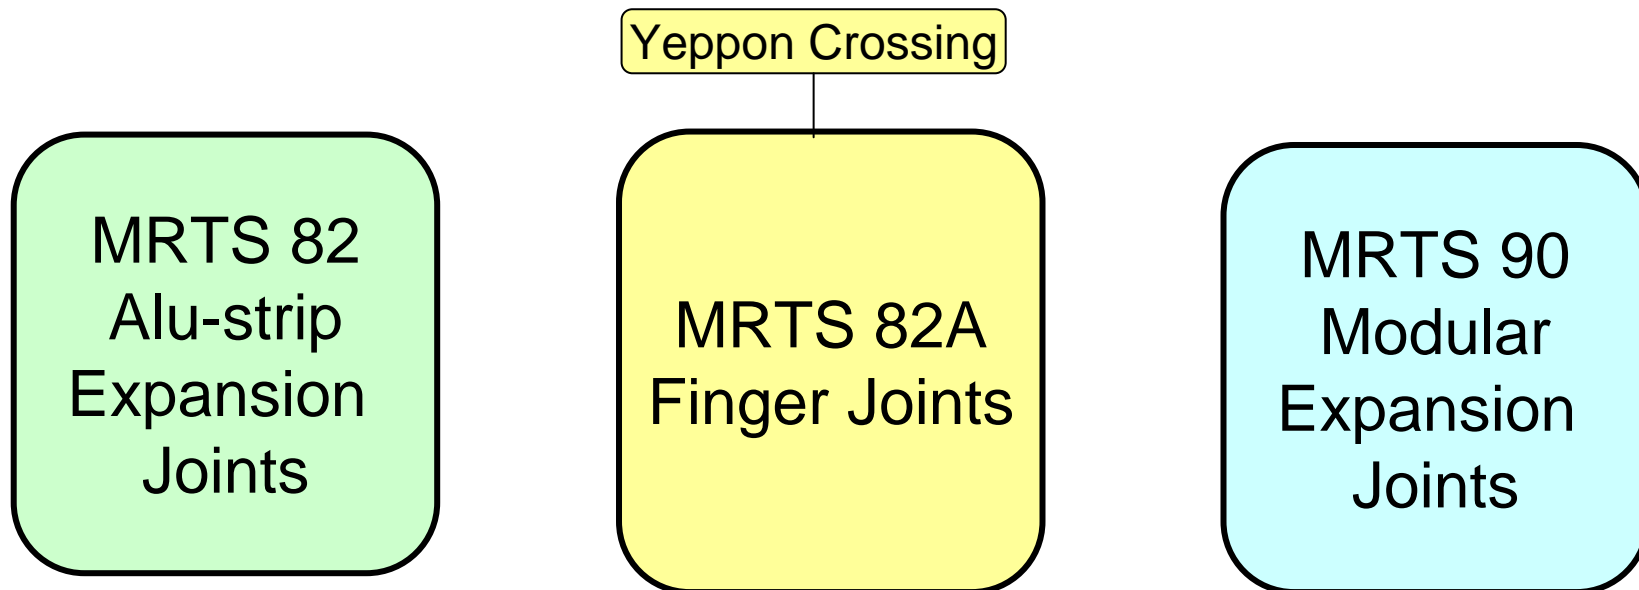 Yeppon Crossing
MRTS 82
Alu-strip
Expansion
Joints
MRTS 82A
Finger Joints
MRTS 90
Modular
Expansion
Joints